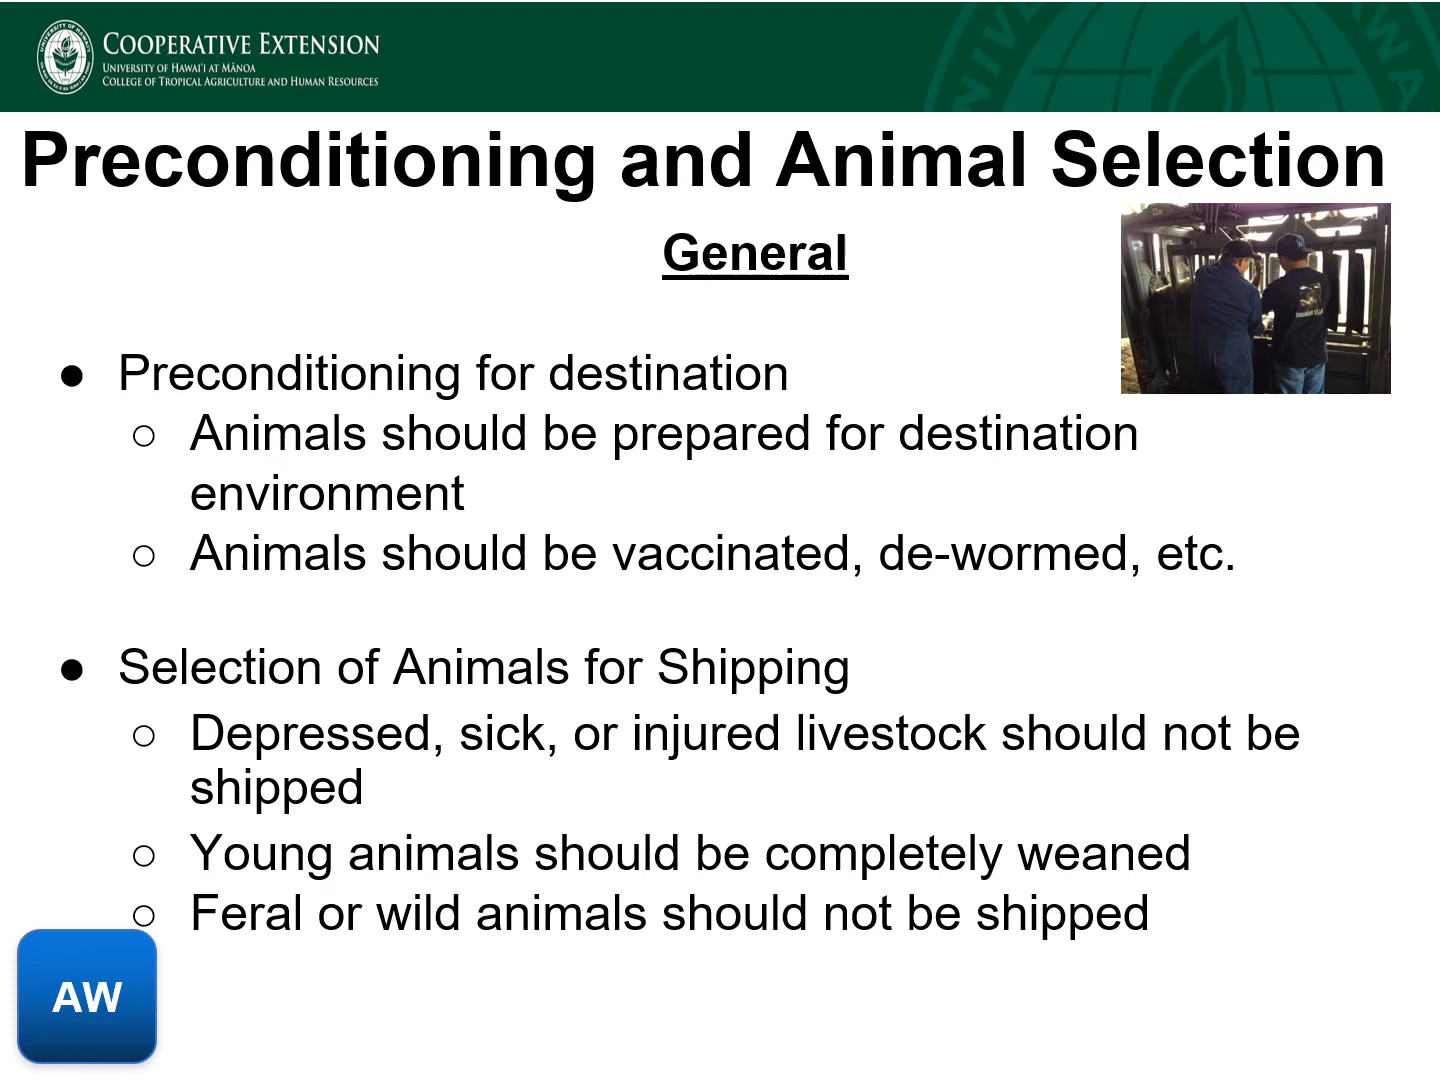 COOPERATIVE EXTENSION
UNIVERSITY OF HAWAI'I AT MĀNOA
COLLEGE OF TROPICAL AGRICULTURE AND HUMAN RESOURCES
Preconditioning and Animal Selection
General
● Preconditioning for destination
○ Animals should be prepared for destination
environment
○ Animals should be vaccinated, de-wormed, etc.
● Selection of Animals for Shipping
○ Depressed, sick, or injured livestock should not be
shipped
○ Young animals should be completely weaned
○ Feral or wild animals should not be shipped
AW